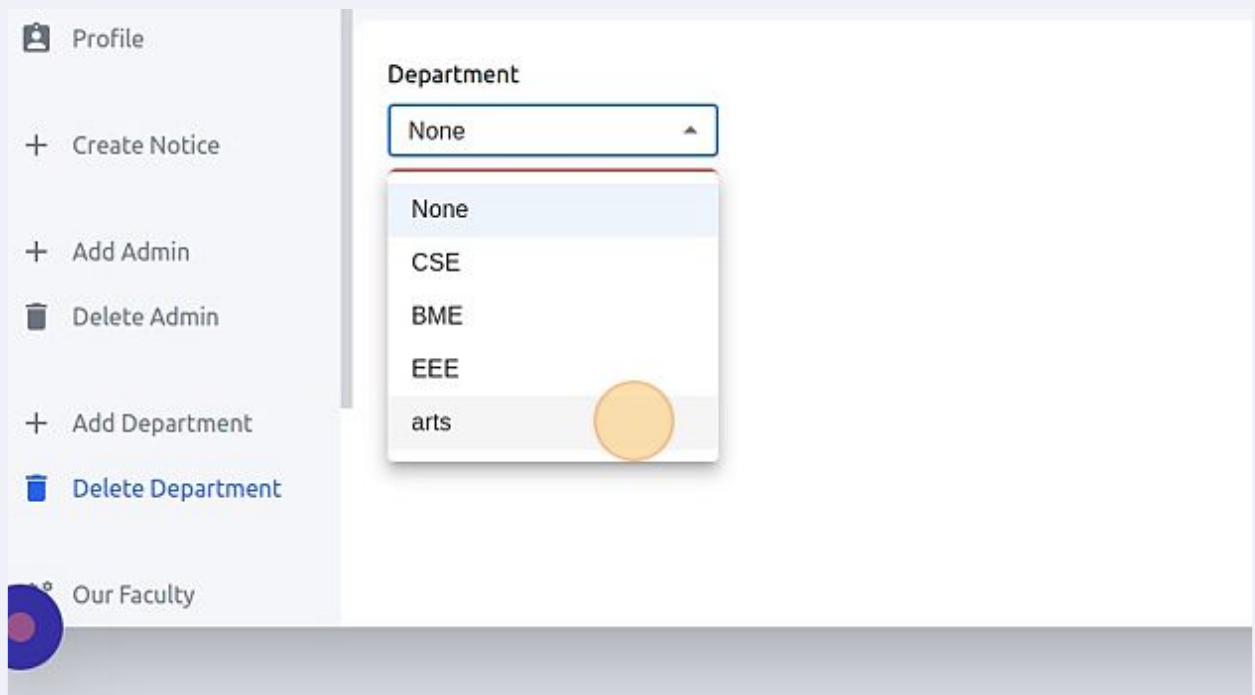 Profile
Create Notice
Add Admin
Delete Admin
Add Department
Delete Department
Our Faculty
Department
None
None
CSE
BME
EEE
arts